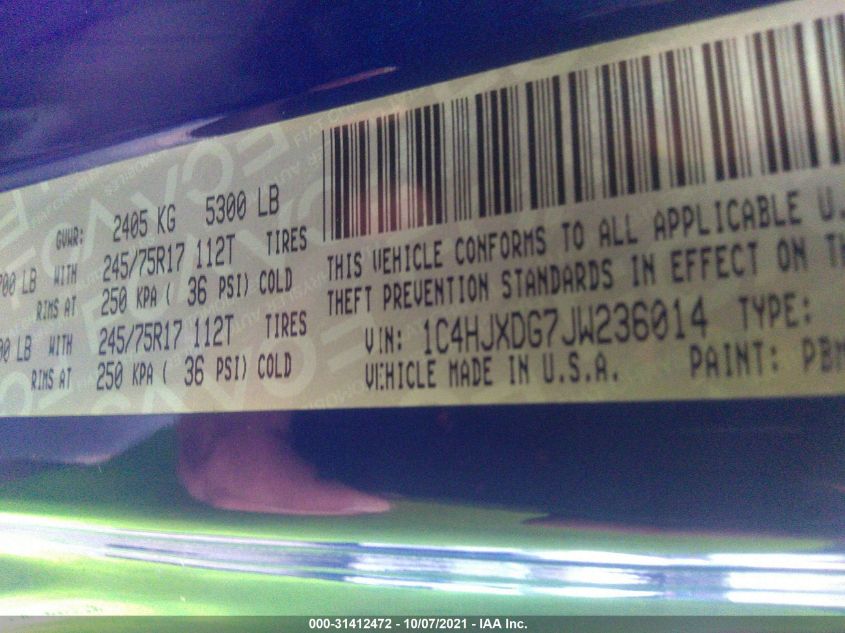 GVWR: 2405 KG 5300 LB
LB WITH 245/75R17 112T TIRES
RIMS AT 250 KPA ( 36 PSI) COLD
LB WITH 245/75R17 112T TIRES
RIMS AT 250 KPA ( 36 PSI) COLD
THIS VEHICLE CONFORMS TO ALL APPLICABLE U.
THEFT PREVENTION STANDARDS IN EFFECT ON TH
VIN: 1C4HJXDG7JW236014 TYPE:
VEHICLE MADE IN U.S.A. PAINT: PBM
000-31412472 - 10/07/2021 - IAA Inc.